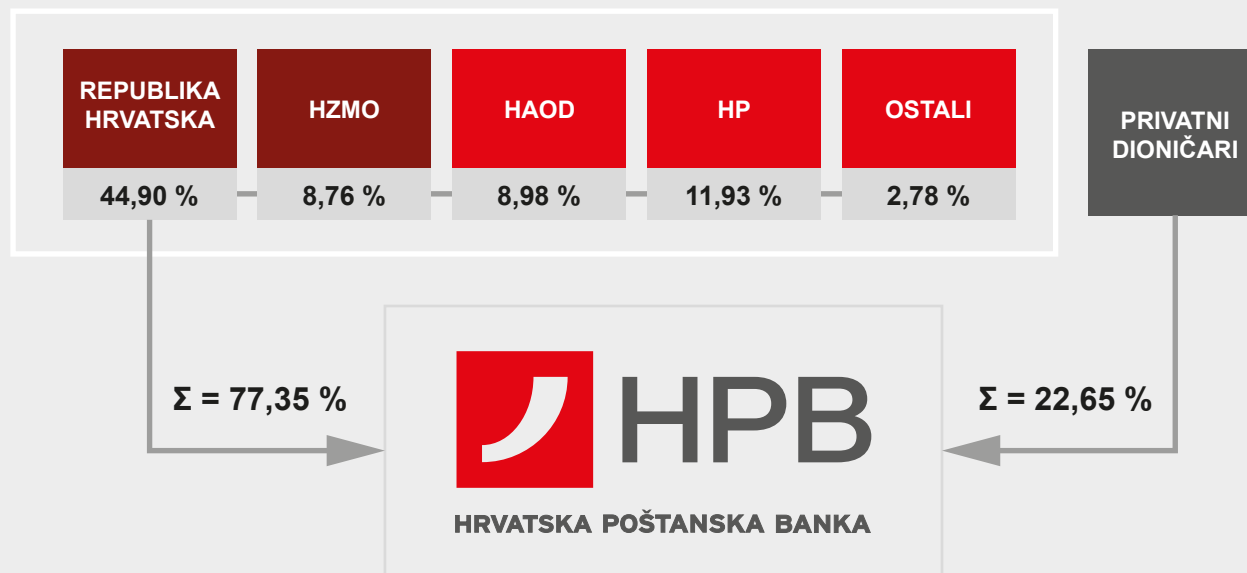 REPUBLIKA
HRVATSKA
HZMO
HAOD
HP
OSTALI
PRIVATNI
DIONIČARI
44,90 %
8,76 %
8,98 %
11,93 %
2,78 %
Σ = 77,35 %
HPB
Σ = 22,65 %
HRVATSKA POŠTANSKA BANKA